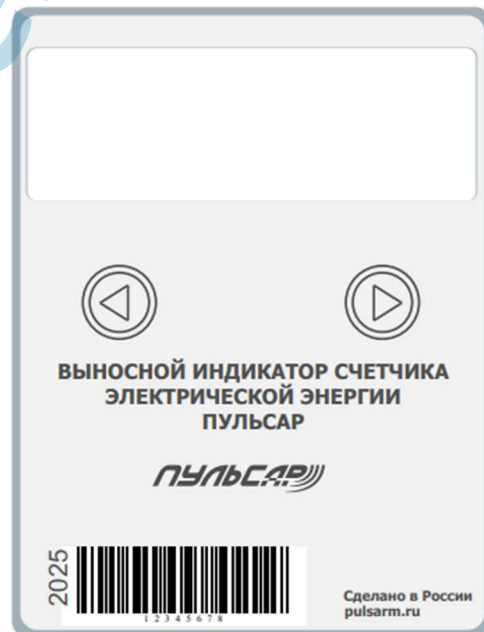 ВЫНОСНОЙ ИНДИКАТОР СЧЕТЧИКА
ЭЛЕКТРИЧЕСКОЙ ЭНЕРГИИ
ПУЛЬСАР
ПУЛЬСАР
2025
12345678
Сделано в России
pulsarm.ru